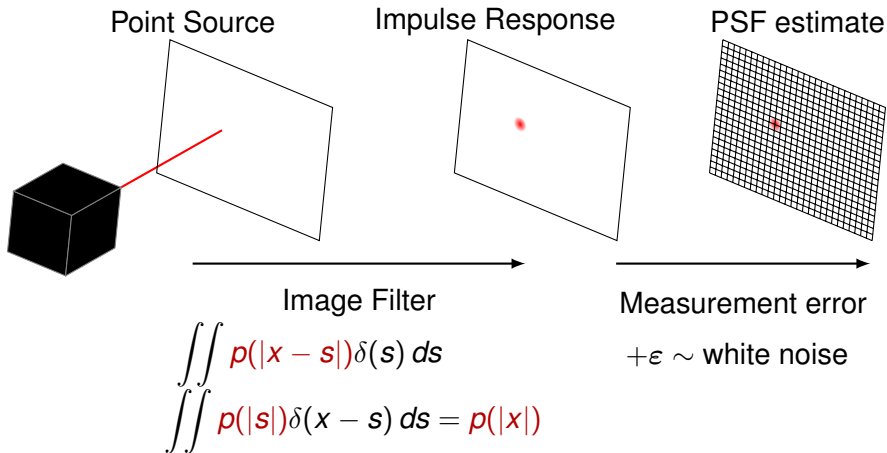 Point Source
Impulse Response
PSF estimate
Image Filter
Measurement error
∬ p(|x − s|)δ(s) ds
+ε ∼ white noise
∬ p(|s|)δ(x − s) ds = p(|x|)